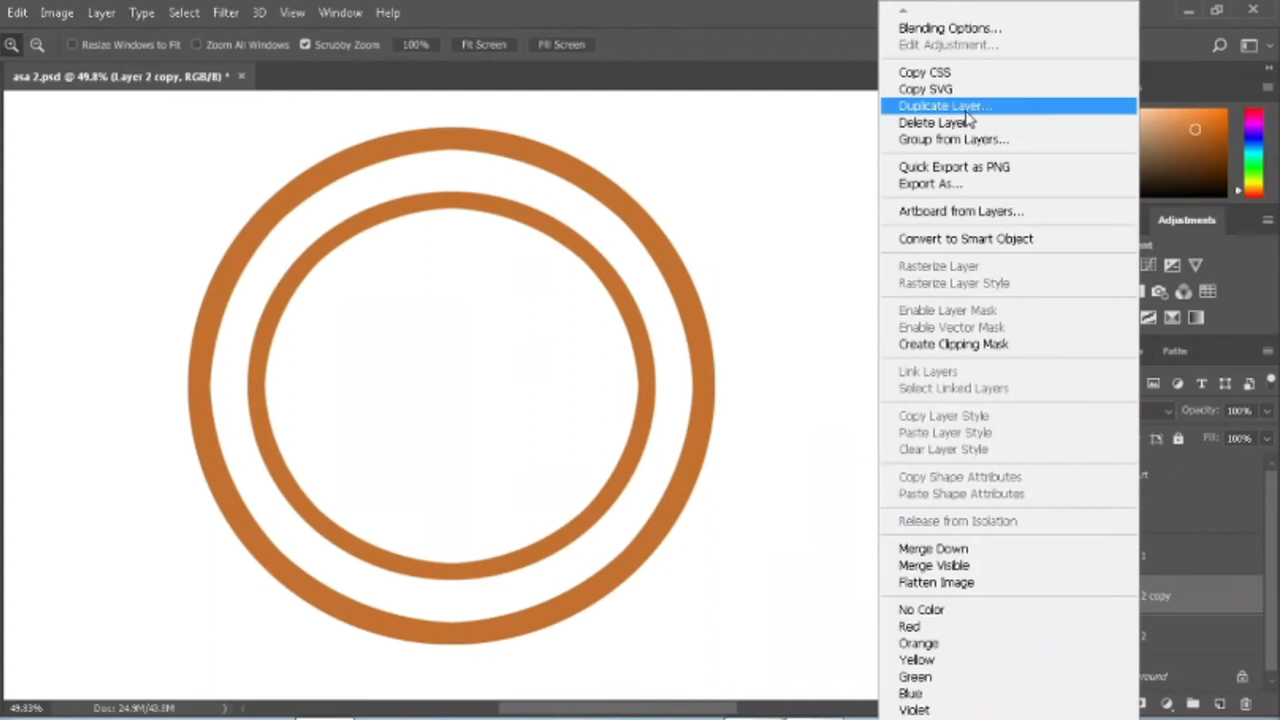 Edit Image Layer Type Select Filter 3D View Window Help
Resize Windows to Fit Zoom All Windows Scrubby Zoom 100% Fit Screen Fill Screen
asa 2.psd @ 49.8% (Layer 2 copy, RGB/8) *
Blending Options...
Edit Adjustment...
Copy CSS
Copy SVG
Duplicate Layer...
Delete Layer
Group from Layers...
Quick Export as PNG
Export As...
Artboard from Layers...
Convert to Smart Object
Rasterize Layer
Rasterize Layer Style
Enable Layer Mask
Enable Vector Mask
Create Clipping Mask
Link Layers
Select Linked Layers
Copy Layer Style
Paste Layer Style
Clear Layer Style
Copy Shape Attributes
Paste Shape Attributes
Release from Isolation
Merge Down
Merge Visible
Flatten Image
No Color
Red
Orange
Yellow
Green
Blue
Violet
Adjustments
Paths
Opacity: 100%
Fill: 100%
2 copy
2
49.83% Doc: 24.9M/43.8M